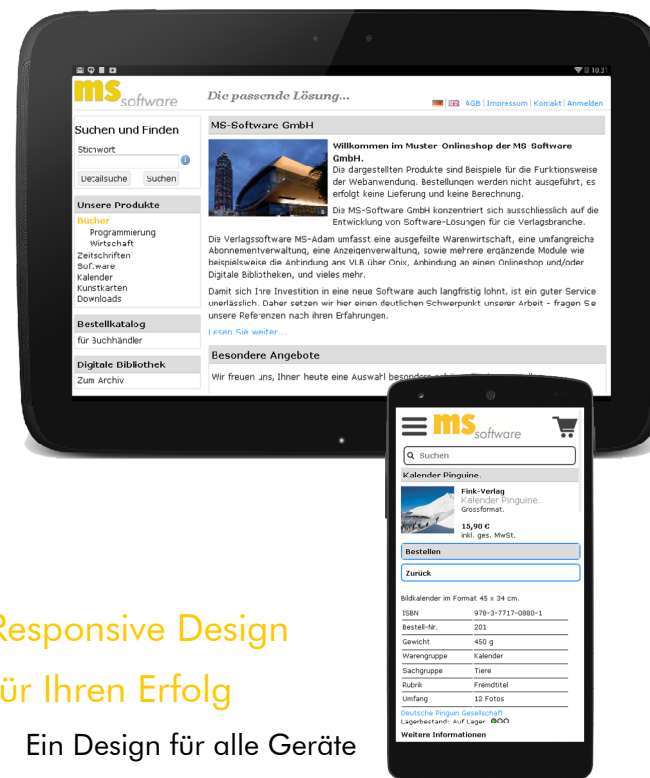 10:31
ms software
Die passende Lösung...
AGB | Impressum | Kontakt | Anmelden
Suchen und Finden
Stichwort
Detailsuche Suchen
Unsere Produkte
Bücher
Programmierung
Wirtschaft
Zeitschriften
Software
Kalender
Kunstkarten
Downloads
Bestellkatalog
für Buchhändler
Digitale Bibliothek
Zum Archiv
MS-Software GmbH
Willkommen im Muster-Onlineshop der MS-Software
GmbH.
Die dargestellten Produkte sind Beispiele für die Funktionsweise
der Webanwendung. Bestellungen werden nicht ausgeführt, es
erfolgt keine Lieferung und keine Berechnung.
Die MS-Software GmbH konzentriert sich ausschliesslich auf die
Entwicklung von Software-Lösungen für die Verlagsbranche.
Die Verlagssoftware MS-Adam umfasst eine ausgefeilte Warenwirtschaft, eine umfangreiche
Abonnementverwaltung, eine Anzeigenverwaltung, sowie mehrere ergänzende Module wie
beispielsweise die Anbindung ans VLB über Onix, Anbindung an einen Onlineshop und/oder
Digitale Bibliotheken, und vieles mehr.
Damit sich Ihre Investition in eine neue Software auch langfristig lohnt, ist ein guter Service
unerlässlich. Daher setzen wir hier einen deutlichen Schwerpunkt unserer Arbeit - fragen Sie
unsere Referenzen nach ihren Erfahrungen.
Lesen Sie weiter...
Besondere Angebote
Wir freuen uns, Ihnen heute eine Auswahl
ms software
Suchen
Kalender Pinguine.
Fink-Verlag
Kalender Pinguine.
Grossformat.
15,90 €
inkl. ges. MwSt.
Bestellen
Zurück
Bildkalender im Format 45 x 34 cm.
ISBN 978-3-7717-0880-1
Bestell-Nr. 201
Gewicht 450 g
Warengruppe Kalender
Sachgruppe Tiere
Rubrik Fremdtitel
Umfang 12 Fotos
Deutsche Pinguin Gesellschaft
Lagerbestand: Auf Lager
Weitere Informationen
Responsive Design
für Ihren Erfolg
Ein Design für alle Geräte